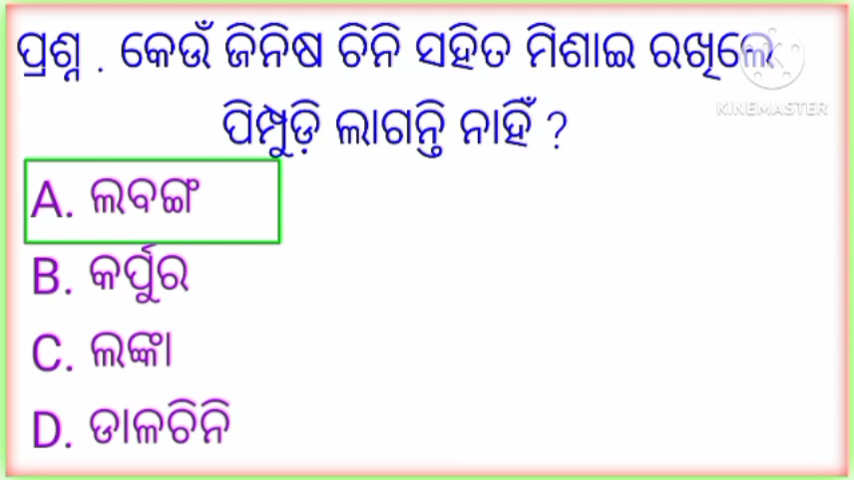 ପ୍ରଶ୍ନ . କେଉଁ ଜିନିଷ ଚିନି ସହିତ ମିଶାଇ ରଖିଲେ
KINEMASTER
ପିମ୍ପୁଡ଼ି ଲାଗନ୍ତି ନାହିଁ ?
A. ଲବଙ୍ଗ
B. କର୍ପୁର
C. ଲଙ୍କା
D. ଡାଳଚିନି